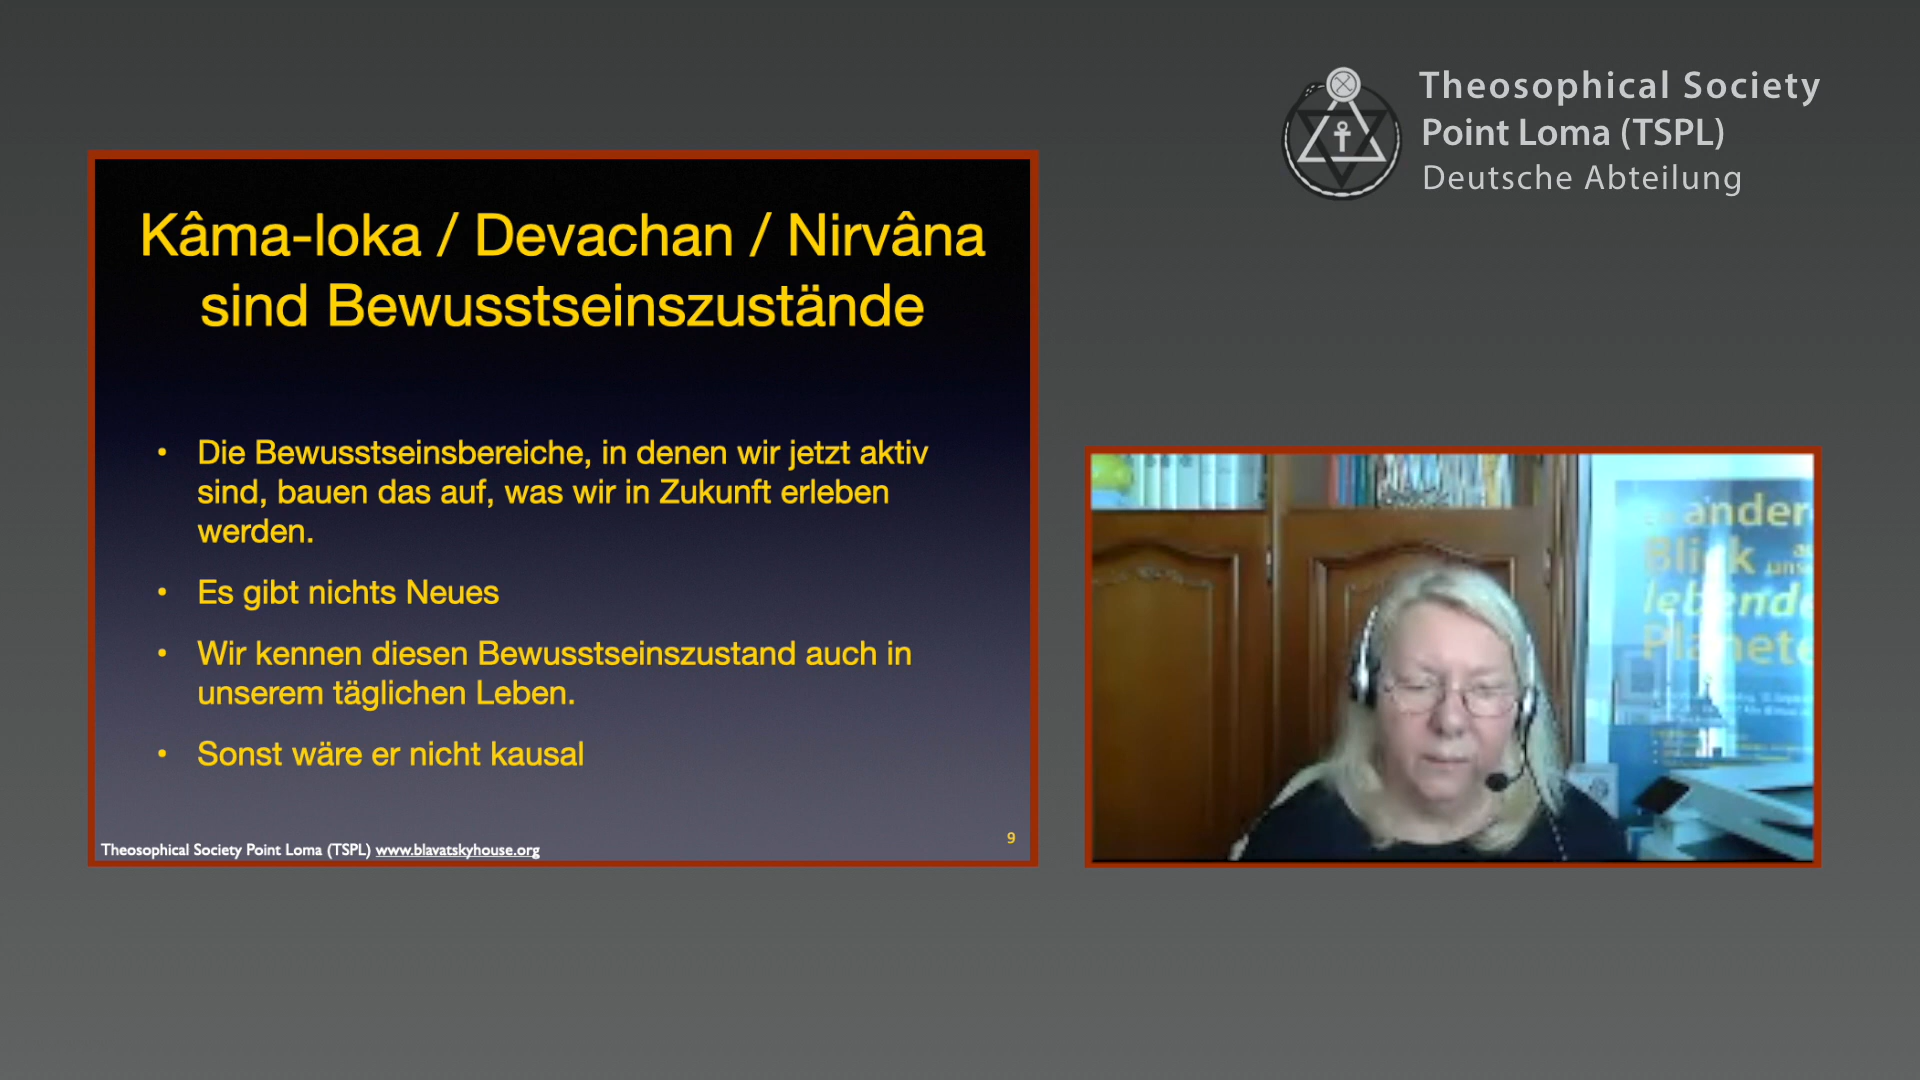 Theosophical Society
Point Loma (TSPL)
Deutsche Abteilung
Kâma-loka / Devachan / Nirvâna
sind Bewusstseinszustände
• Die Bewusstseinsbereiche, in denen wir jetzt aktiv
sind, bauen das auf, was wir in Zukunft erleben
werden.
• Es gibt nichts Neues
• Wir kennen diesen Bewusstseinszustand auch in
unserem täglichen Leben.
• Sonst wäre er nicht kausal
Theosophical Society Point Loma (TSPL) www.blavatskyhouse.org
9
ander
Blick
lebend
Planete